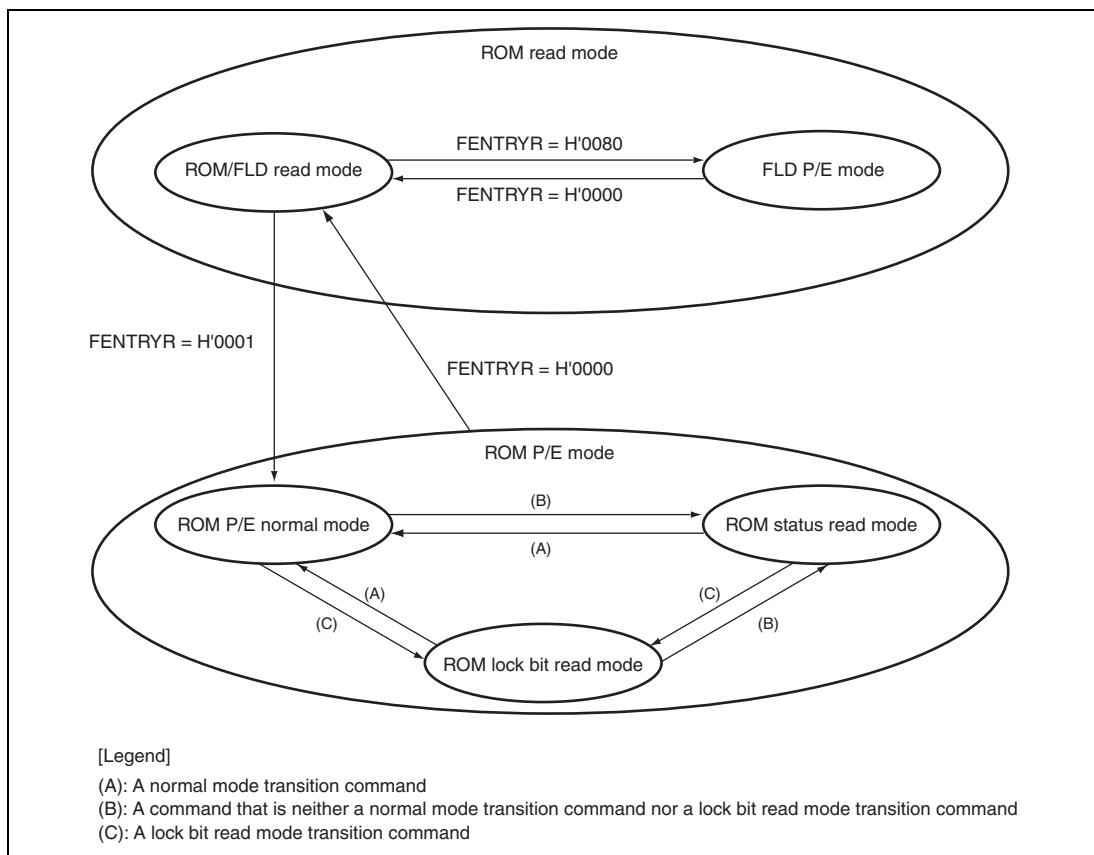 ROM read mode
FENTRYR = H'0080
ROM/FLD read mode
FLD P/E mode
FENTRYR = H'0000
FENTRYR = H'0001
FENTRYR = H'0000
ROM P/E mode
(B)
ROM P/E normal mode
ROM status read mode
(A)
(A)
(C)
(C)
(B)
ROM lock bit read mode
[Legend]
(A): A normal mode transition command
(B): A command that is neither a normal mode transition command nor a lock bit read mode transition command
(C): A lock bit read mode transition command